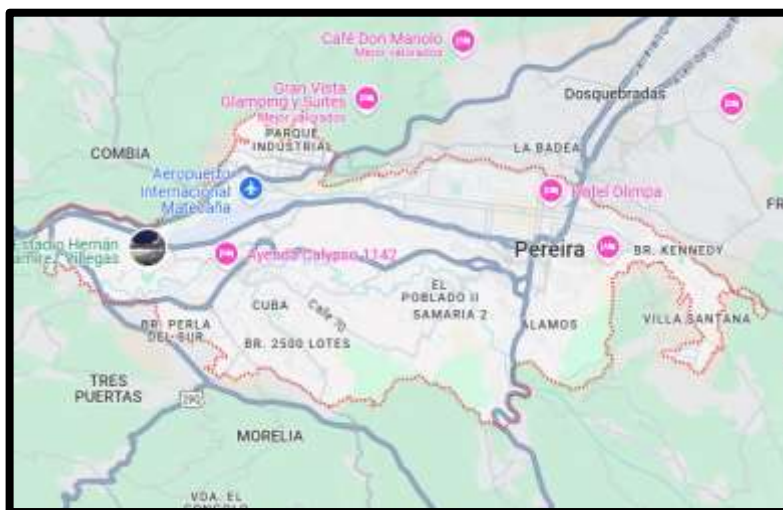 Café Don Manolo
Mejor valorados
Gran Vista
Glamping y Suites
Mejor valorados
Dosquebradas
PARQUE
INDUSTRIAL
LA BADEA
COMBIA
Aeropuerto
Internacional
Matecaña
Hotel Olimpa
FR
Estadio Hernán
Ramírez Villegas
Ayenda Calypso 1142
Pereira
BR. KENNEDY
EL
POBLADO II
SAMARIA 2
CUBA
Calle 70
ALAMOS
VILLA SANTANA
BR. PERLA
DEL SUR
BR. 2500 LOTES
TRES
PUERTAS
29D
MORELIA
VDA. EL